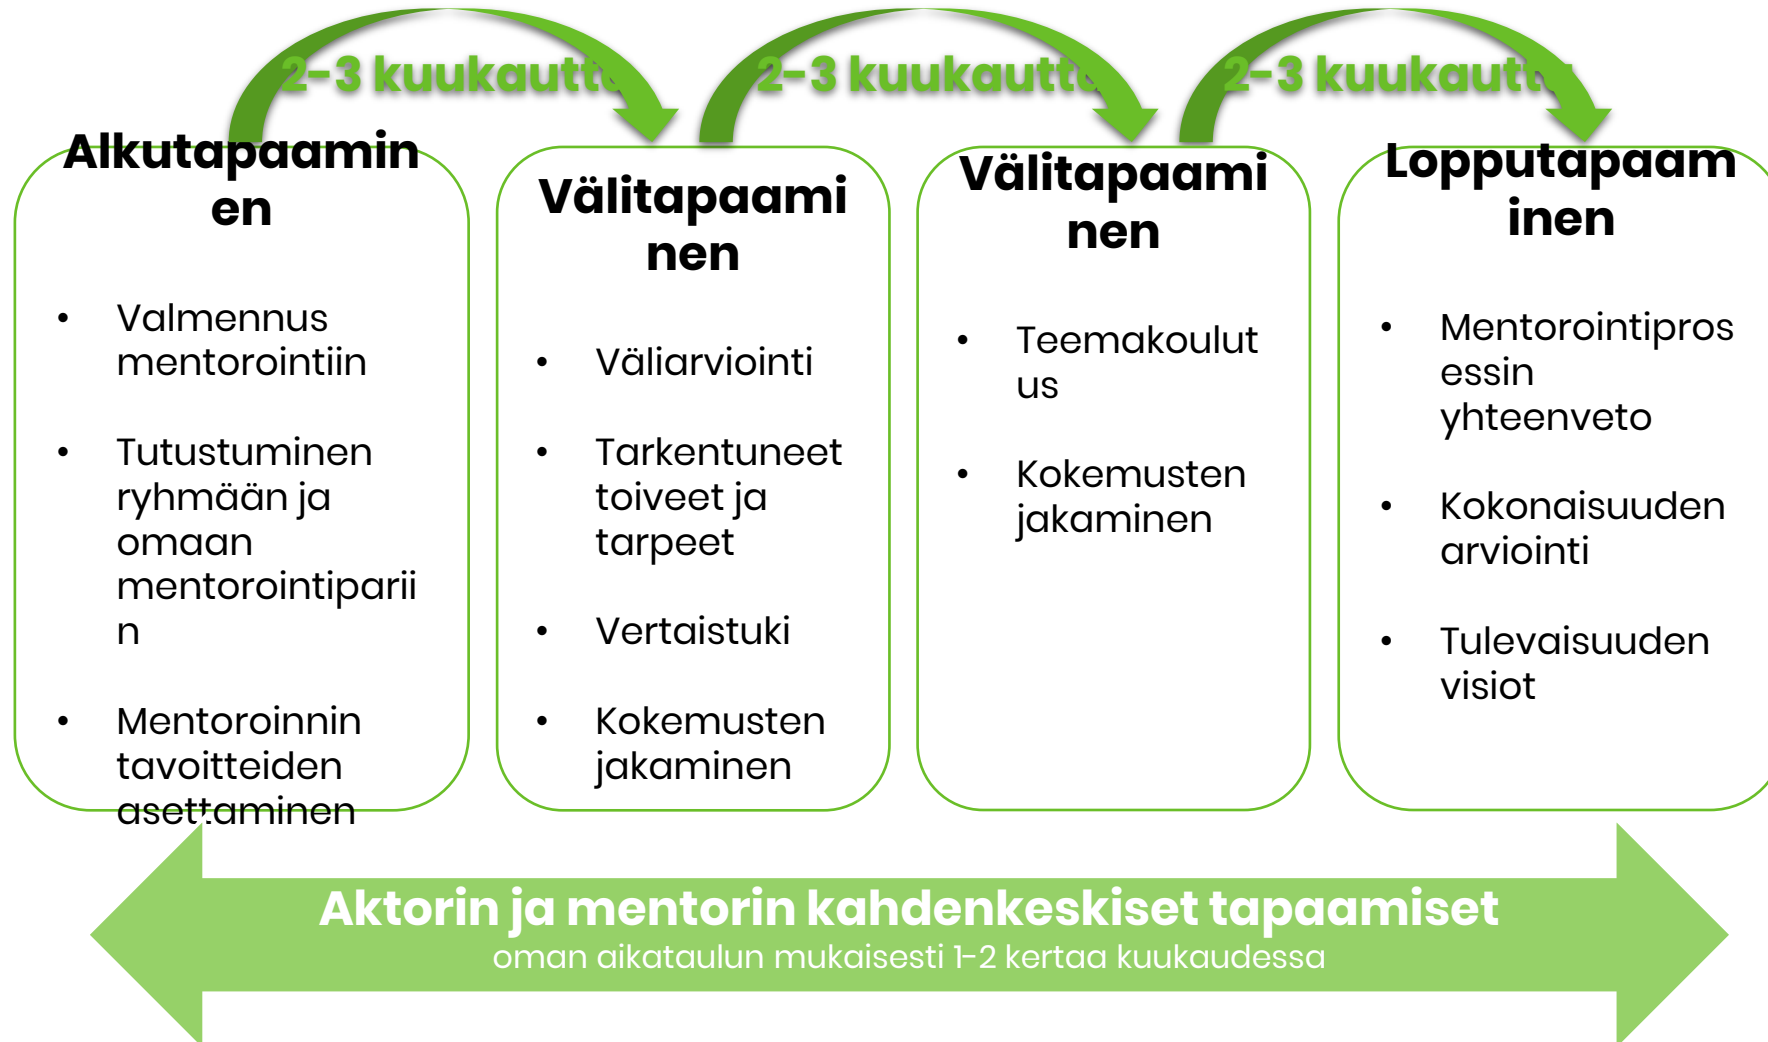 2-3 kuukautta
2-3 kuukautta
2-3 kuukautta
Alkutapaamin
en
• Valmennus
mentorointiin
• Tutustuminen
ryhmään ja
omaan
mentorointiparii
n
• Mentoroinnin
tavoitteiden
asettaminen
Välitapaami
nen
• Väliarviointi
• Tarkentuneet
toiveet ja
tarpeet
• Vertaistuki
• Kokemusten
jakaminen
Välitapaami
nen
• Teemakoulut
us
• Kokemusten
jakaminen
Lopputapaam
inen
• Mentorointipros
essin
yhteenveto
• Kokonaisuuden
arviointi
• Tulevaisuuden
visiot
Aktorin ja mentorin kahdenkeskiset tapaamiset
oman aikataulun mukaisesti 1-2 kertaa kuukaudessa